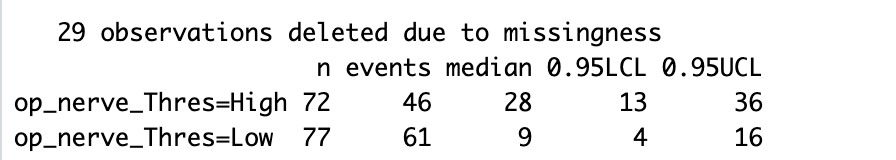 29 observations deleted due to missingness
n events median 0.95LCL 0.95UCL
op_nerve_Thres=High 72 46 28 13 36
op_nerve_Thres=Low 77 61 9 4 16